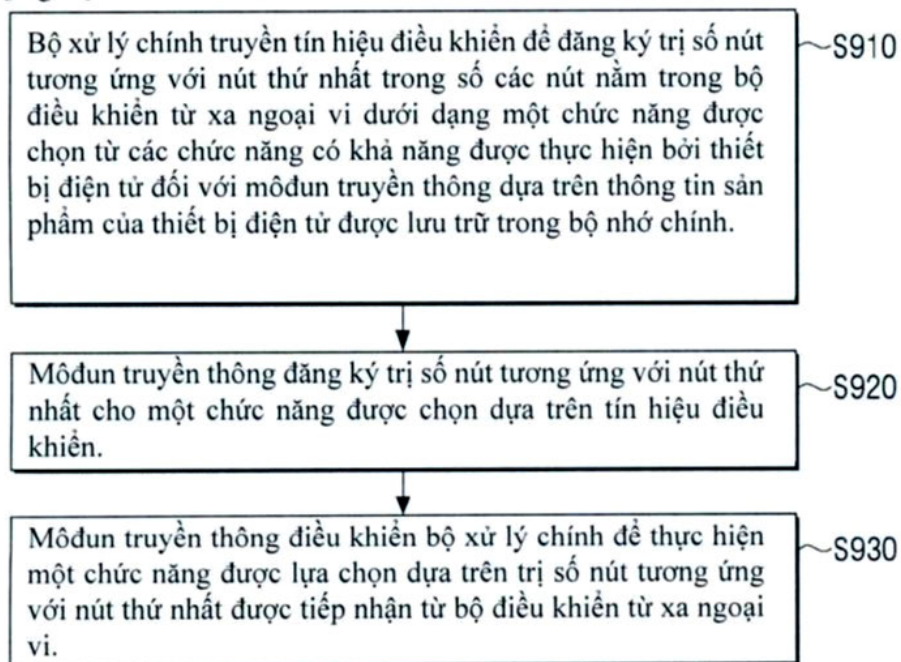 Bộ xử lý chính truyền tín hiệu điều khiển để đăng ký trị số nút
tương ứng với nút thứ nhất trong số các nút nằm trong bộ
điều khiển từ xa ngoại vi dưới dạng một chức năng được
chọn từ các chức năng có khả năng được thực hiện bởi thiết
bị điện tử đối với môđun truyền thông dựa trên thông tin sản
phẩm của thiết bị điện tử được lưu trữ trong bộ nhớ chính.
S910
Môđun truyền thông đăng ký trị số nút tương ứng với nút thứ
nhất cho một chức năng được chọn dựa trên tín hiệu điều
khiển.
S920
Môđun truyền thông điều khiển bộ xử lý chính để thực hiện
một chức năng được lựa chọn dựa trên trị số nút tương ứng
với nút thứ nhất được tiếp nhận từ bộ điều khiển từ xa ngoại
vi.
S930